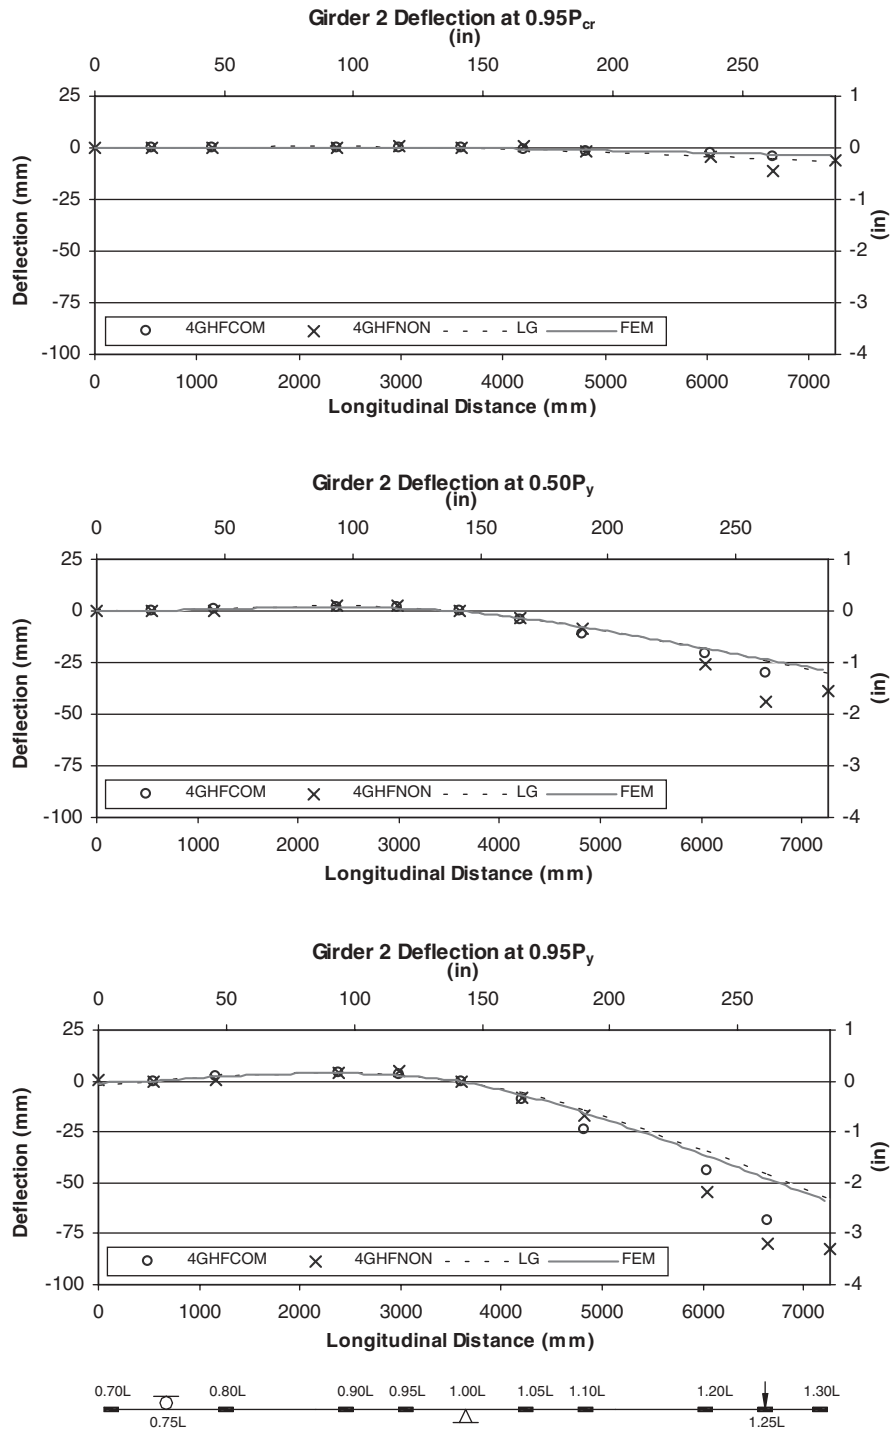 Girder 2 Deflection at 0.95Pcr
(in)
0 50 100 150 200 250
25 1
0 0
-25 -1
-50 -2
-75 -3
-100 -4
Deflection (mm)
(in)
4GHFCOM 4GHFNON LG FEM
0 1000 2000 3000 4000 5000 6000 7000
Longitudinal Distance (mm)
Girder 2 Deflection at 0.50Py
(in)
0 50 100 150 200 250
25 1
0 0
-25 -1
-50 -2
-75 -3
-100 -4
Deflection (mm)
(in)
4GHFCOM 4GHFNON LG FEM
0 1000 2000 3000 4000 5000 6000 7000
Longitudinal Distance (mm)
Girder 2 Deflection at 0.95Py
(in)
0 50 100 150 200 250
25 1
0 0
-25 -1
-50 -2
-75 -3
-100 -4
Deflection (mm)
(in)
4GHFCOM 4GHFNON LG FEM
0 1000 2000 3000 4000 5000 6000 7000
Longitudinal Distance (mm)
0.70L 0.80L 0.90L 0.95L 1.00L 1.05L 1.10L 1.20L 1.30L
0.75L 1.25L